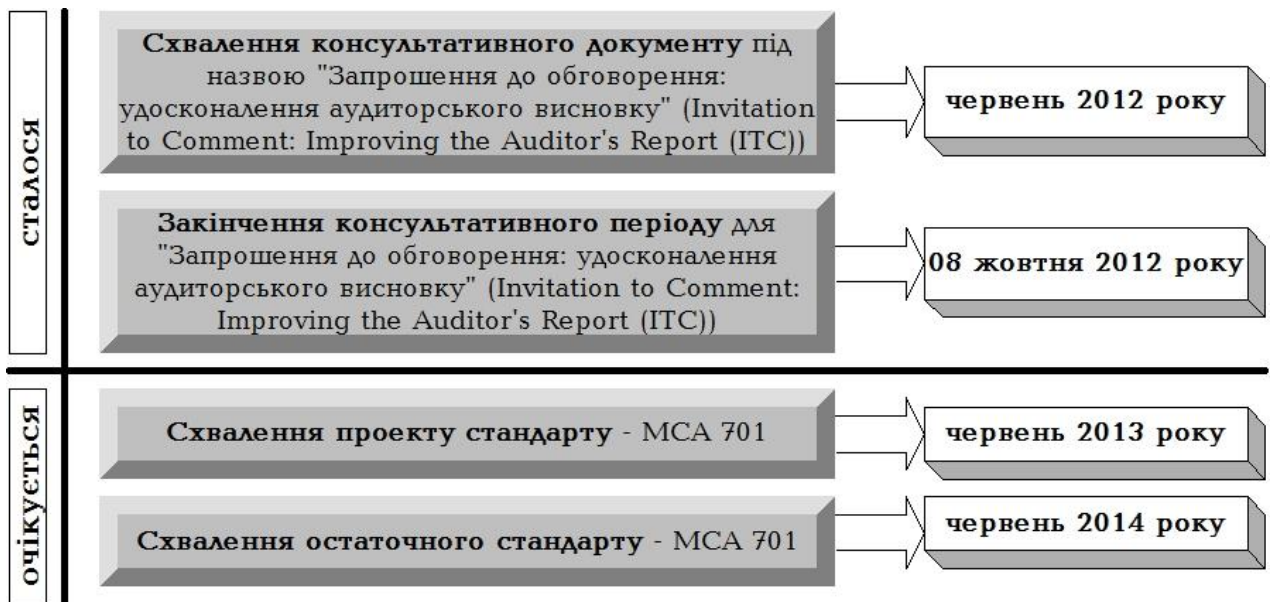 сталося
Схвалення консультативного документу під
назвою "Запрошення до обговорення:
удосконалення аудиторського висновку" (Invitation
to Comment: Improving the Auditor's Report (ITC))
червень 2012 року
Закінчення консультативного періоду для
"Запрошення до обговорення: удосконалення
аудиторського висновку" (Invitation to Comment:
Improving the Auditor's Report (ITC))
08 жовтня 2012 року
очікується
Схвалення проекту стандарту - МСА 701
червень 2013 року
Схвалення остаточного стандарту - МСА 701
червень 2014 року